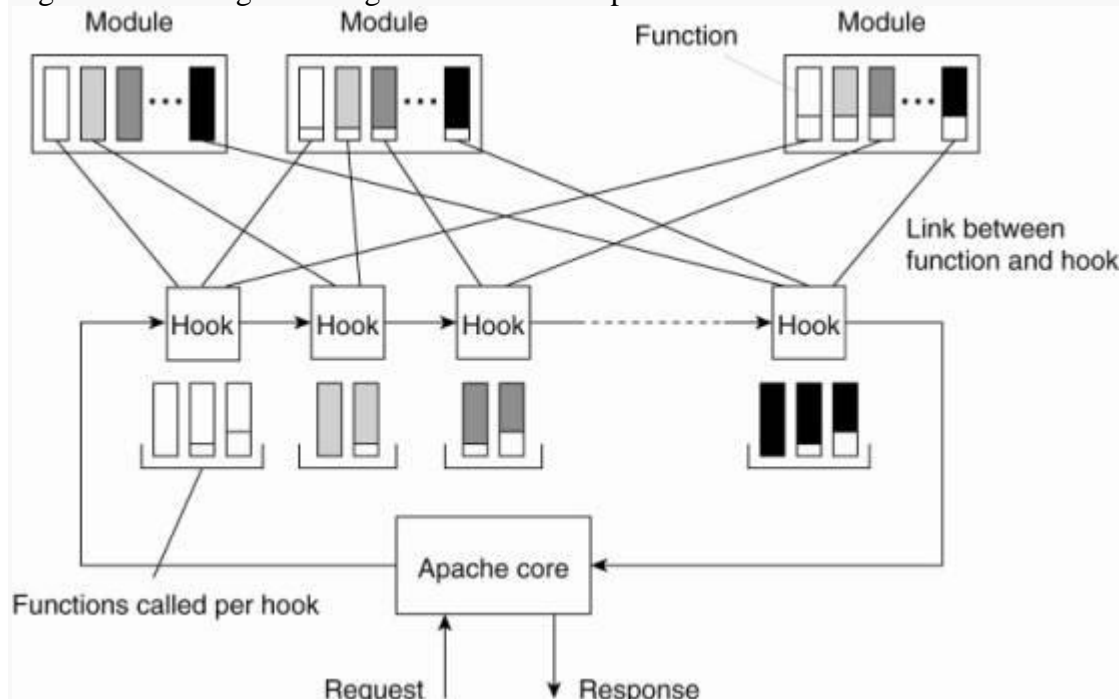 Module
Module
Function
Module
Link between
function and hook
Hook
Hook
Hook
Hook
Apache core
Functions called per hook
Request
Response